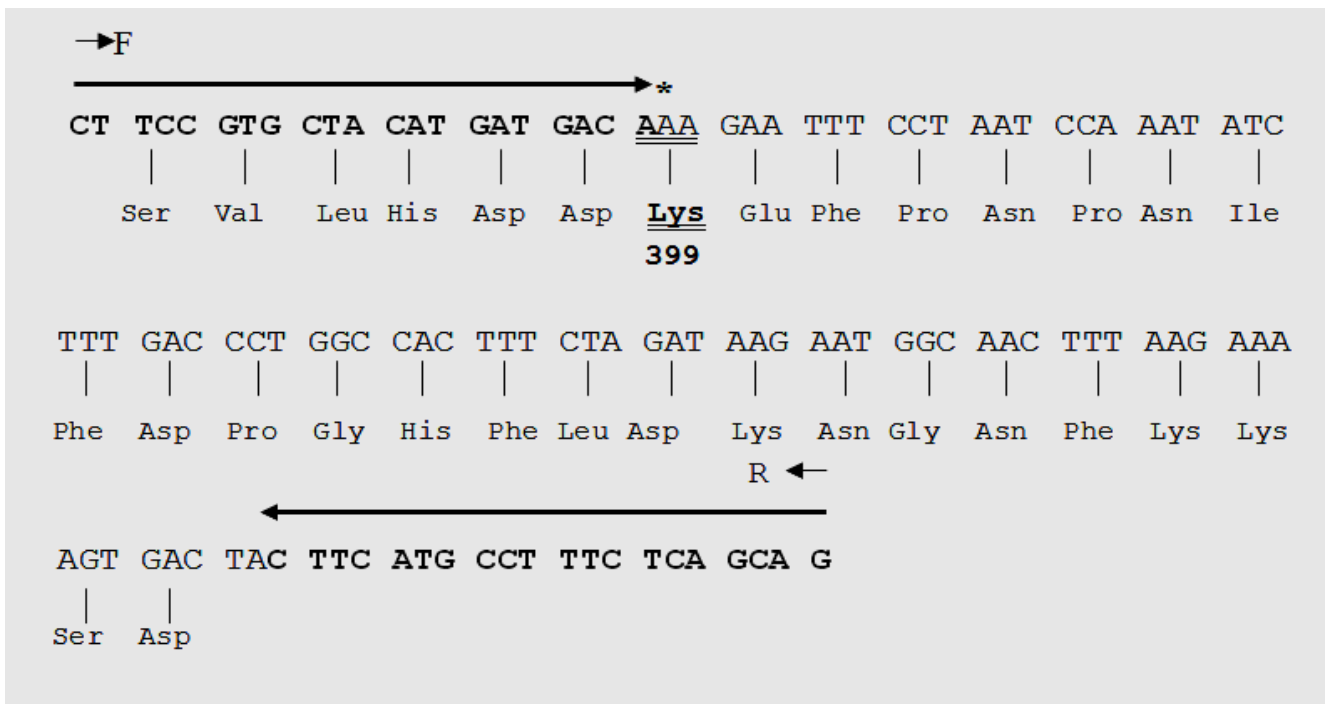 F
*
CT TCC GTG CTA CAT GAT GAC AAA GAA TTT CCT AAT CCA AAT ATC
Ser Val Leu His Asp Asp Lys Glu Phe Pro Asn Pro Asn Ile
399
TTT GAC CCT GGC CAC TTT CTA GAT AAG AAT GGC AAC TTT AAG AAA
Phe Asp Pro Gly His Phe Leu Asp Lys Asn Gly Asn Phe Lys Lys
R
AGT GAC TAC TTC ATG CCT TTC TCA GCA G
Ser Asp